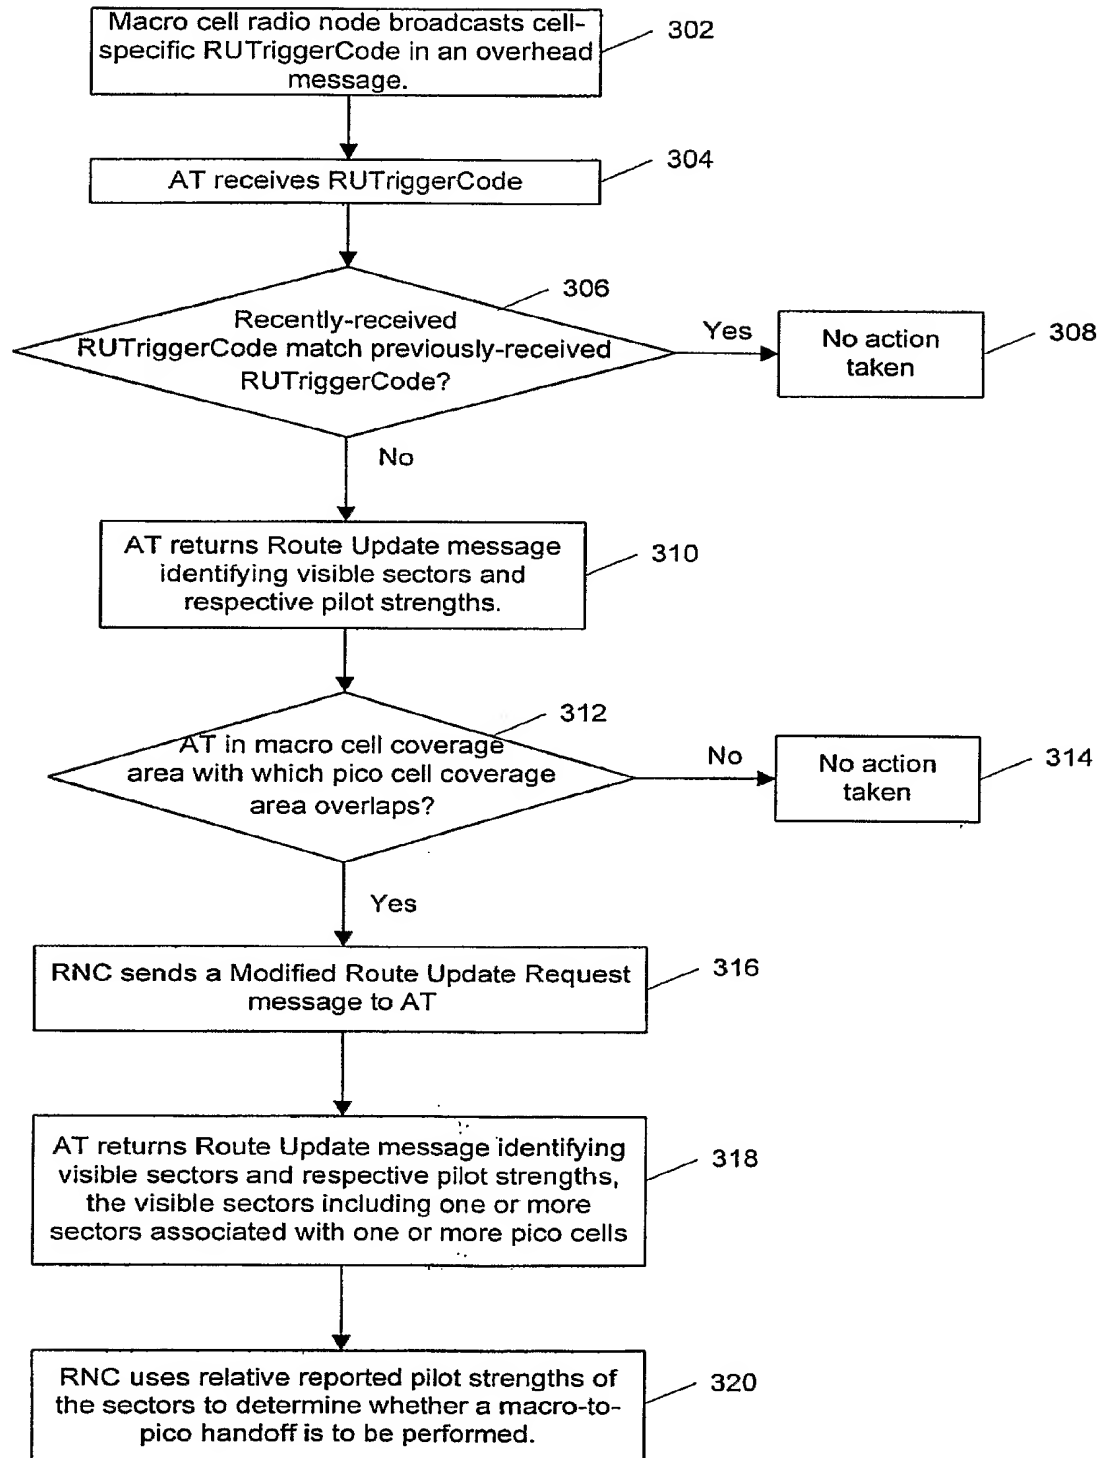 Macro cell radio node broadcasts cell-
specific RUTriggerCode in an overhead
message.
302
AT receives RUTriggerCode
304
306
Recently-received
RUTriggerCode match previously-received
RUTriggerCode?
Yes
No action
taken
308
No
AT returns Route Update message
identifying visible sectors and
respective pilot strengths.
310
312
AT in macro cell coverage
area with which pico cell coverage
area overlaps?
No
No action
taken
314
Yes
RNC sends a Modified Route Update Request
message to AT
316
AT returns Route Update message identifying
visible sectors and respective pilot strengths,
the visible sectors including one or more
sectors associated with one or more pico cells
318
RNC uses relative reported pilot strengths of
the sectors to determine whether a macro-to-
pico handoff is to be performed.
320